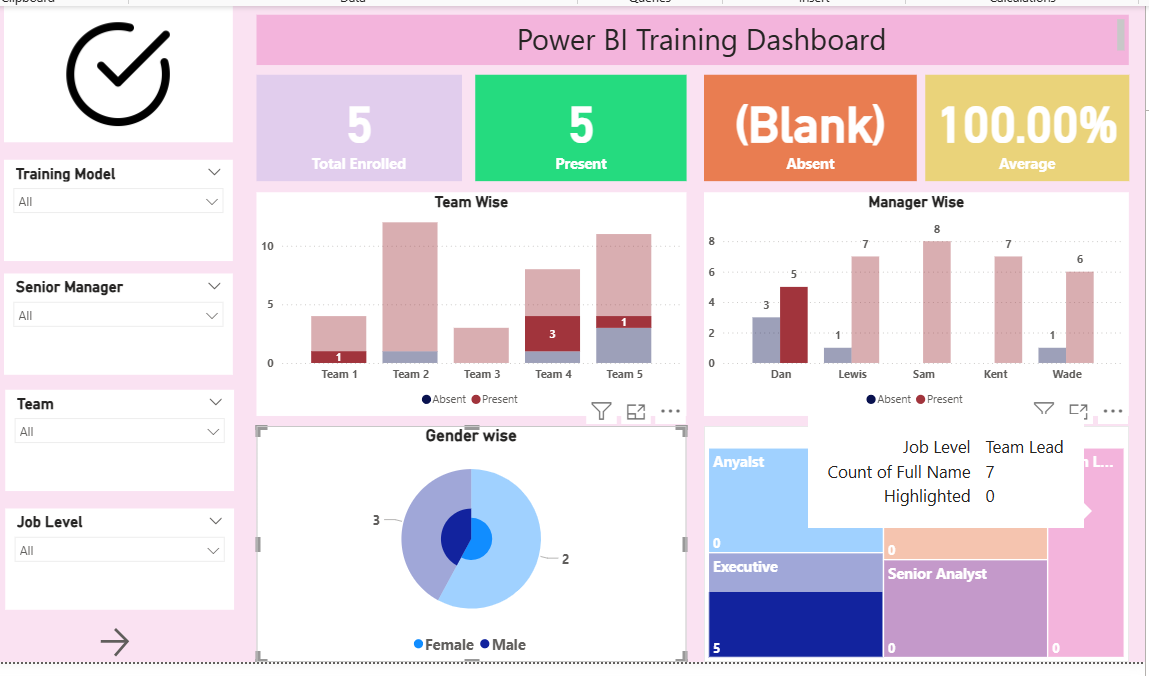 Clipboard
Data
Queries
Insert
Calculations
Power BI Training Dashboard
5
Total Enrolled
5
Present
(Blank)
Absent
100.00%
Average
Training Model
All
Senior Manager
All
Team
All
Job Level
All
Team Wise
10
5
0
1
3
1
Team 1 Team 2 Team 3 Team 4 Team 5
Absent Present
Manager Wise
8
6
4
2
0
3 5 1 7 8 7 1 6
Dan Lewis Sam Kent Wade
Absent Present
Gender wise
3
2
Female Male
Job Level Team Lead
Count of Full Name 7
Highlighted 0
Anyalst
0
Executive
5
0
Senior Analyst
0
L...
0